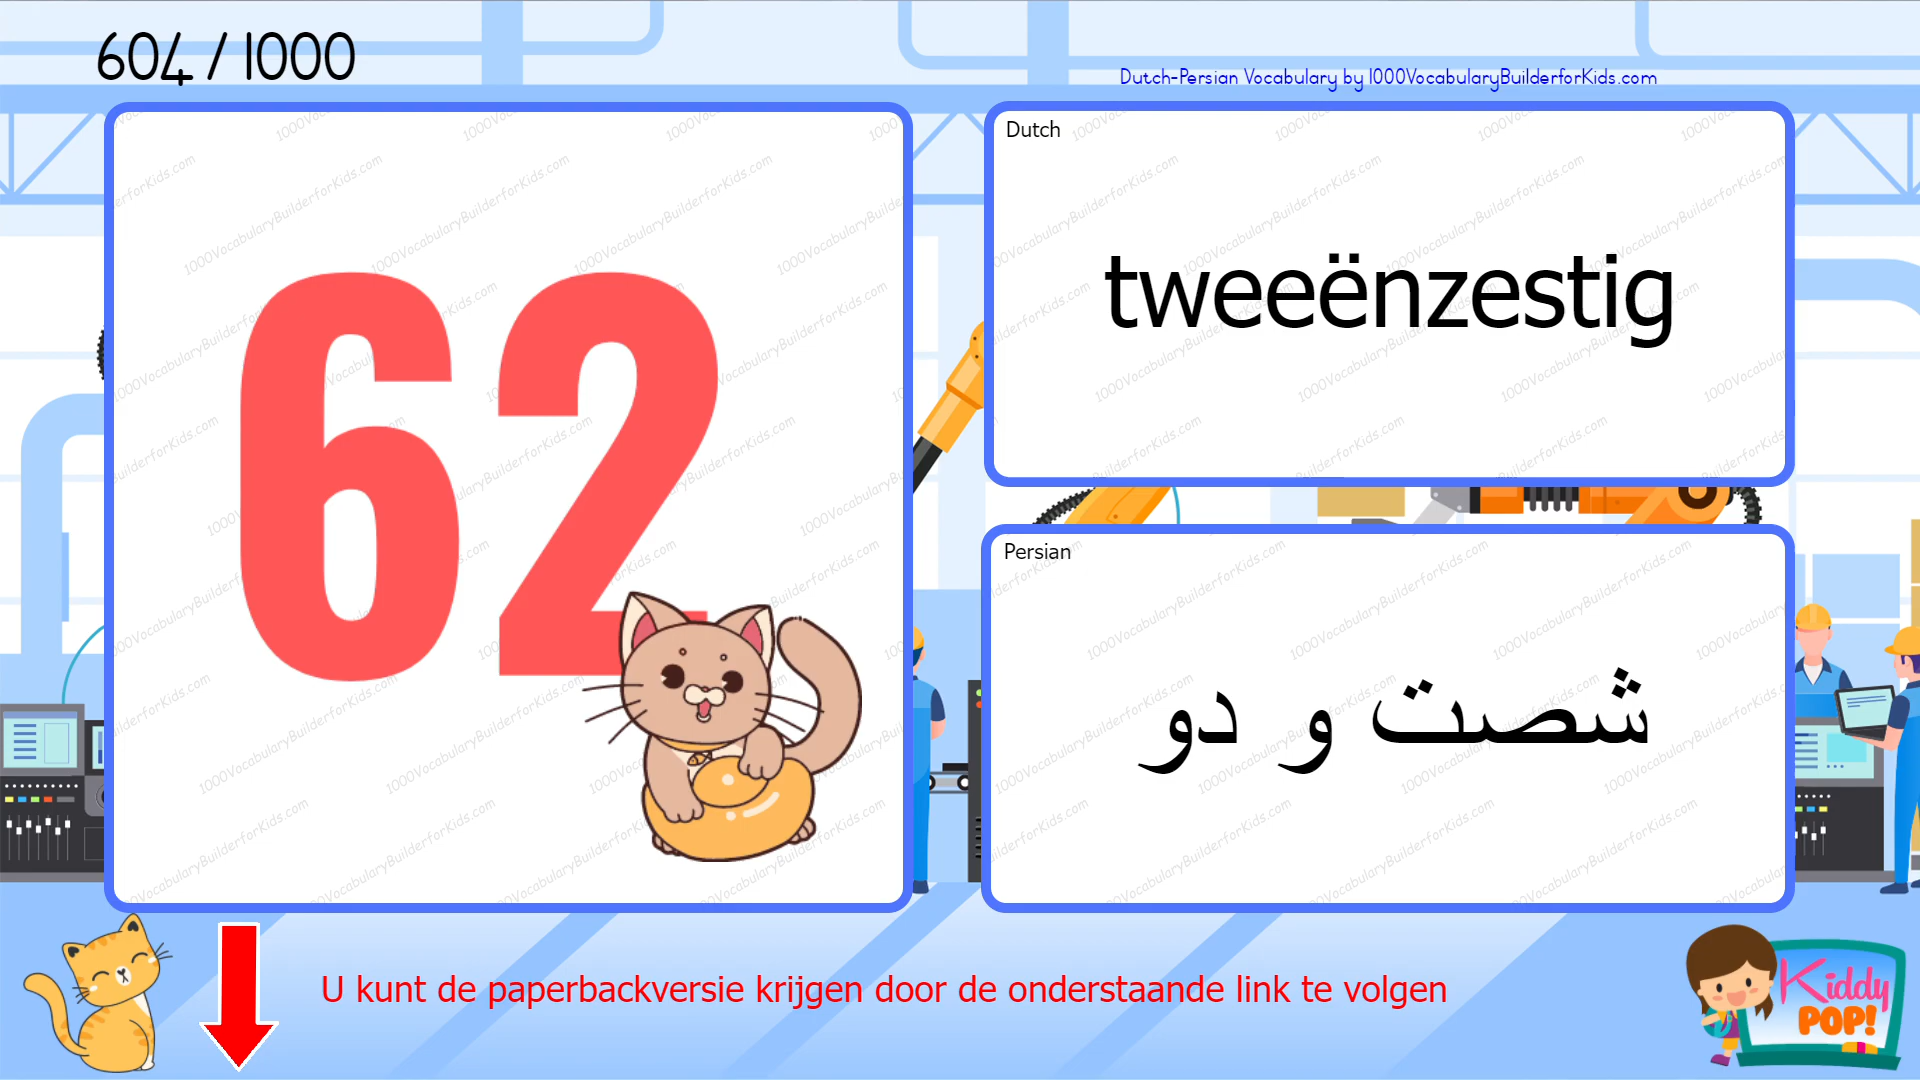 604 / 1000
Dutch-Persian Vocabulary by 1000VocabularyBuilderforKids.com
62
Dutch
tweeënzestig
Persian
شصت و دو
U kunt de paperbackversie krijgen door de onderstaande link te volgen
Kiddy
POP!